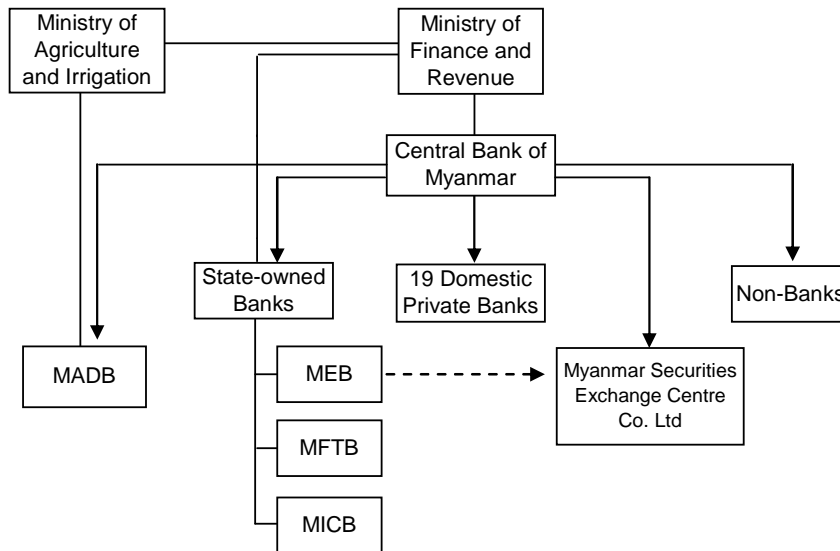 Ministry of
Agriculture
and Irrigation
Ministry of
Finance and
Revenue
Central Bank of
Myanmar
State-owned
Banks
19 Domestic
Private Banks
Non-Banks
MADB
MEB
Myanmar Securities
Exchange Centre
Co. Ltd
MFTB
MICB